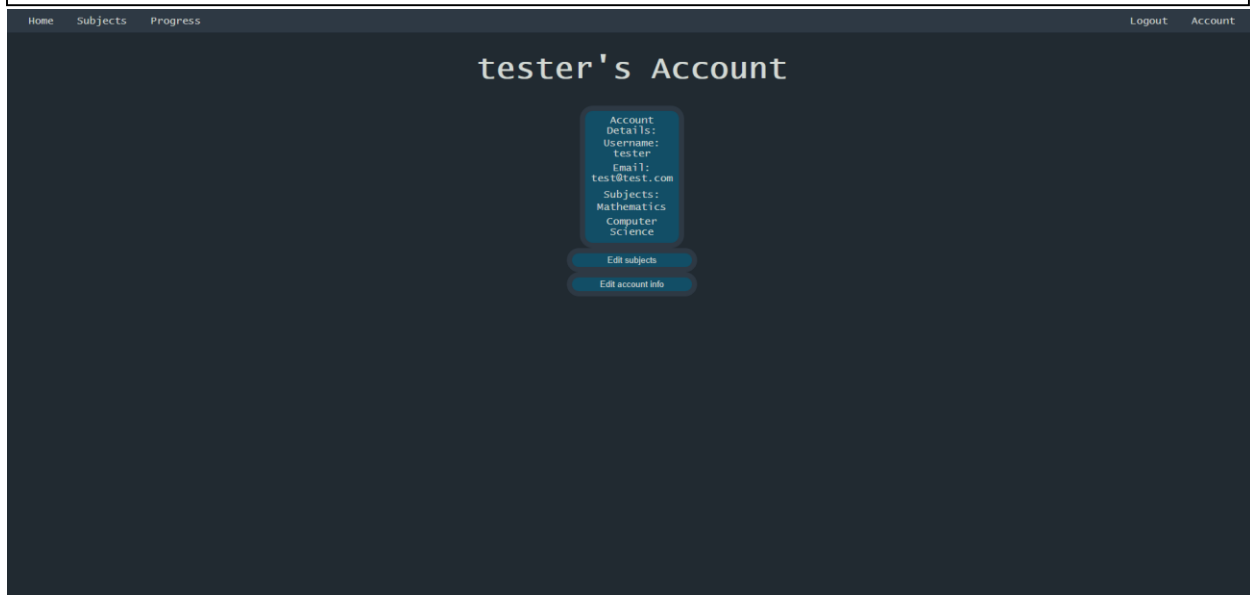 Home Subjects Progress Logout Account
tester's Account
Account
Details:
Username:
tester
Email:
test@test.com
Subjects:
Mathematics
Computer
Science
Edit subjects
Edit account info